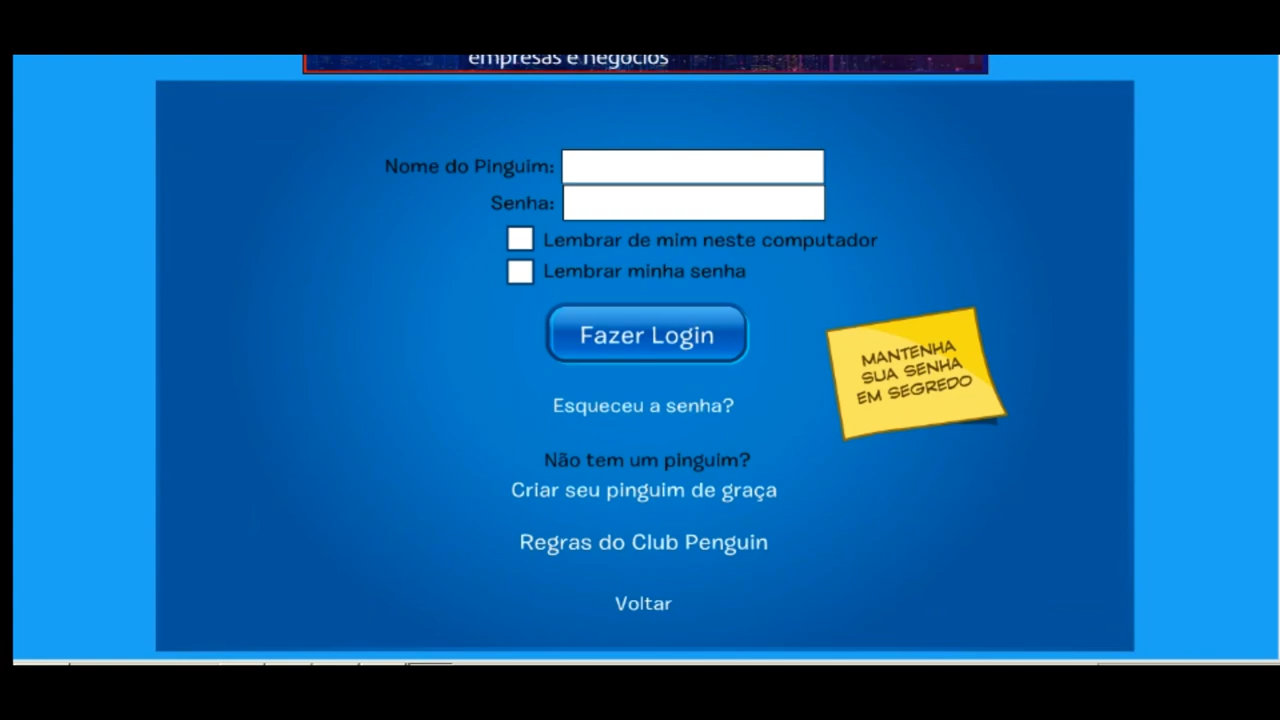 empresas e negócios
Nome do Pinguim:
Senha:
Lembrar de mim neste computador
Lembrar minha senha
Fazer Login
MANTENHA
SUA SENHA
EM SEGREDO
Esqueceu a senha?
Não tem um pinguim?
Criar seu pinguim de graça
Regras do Club Penguin
Voltar